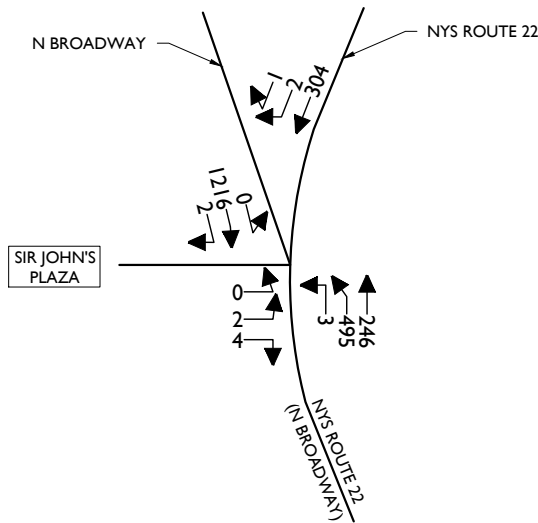 N BROADWAY
NYS ROUTE 22
1
2
304
0
1216
2
SIR JOHN'S
PLAZA
0
2
4
3
495
246
NYS ROUTE 22
(N BROADWAY)